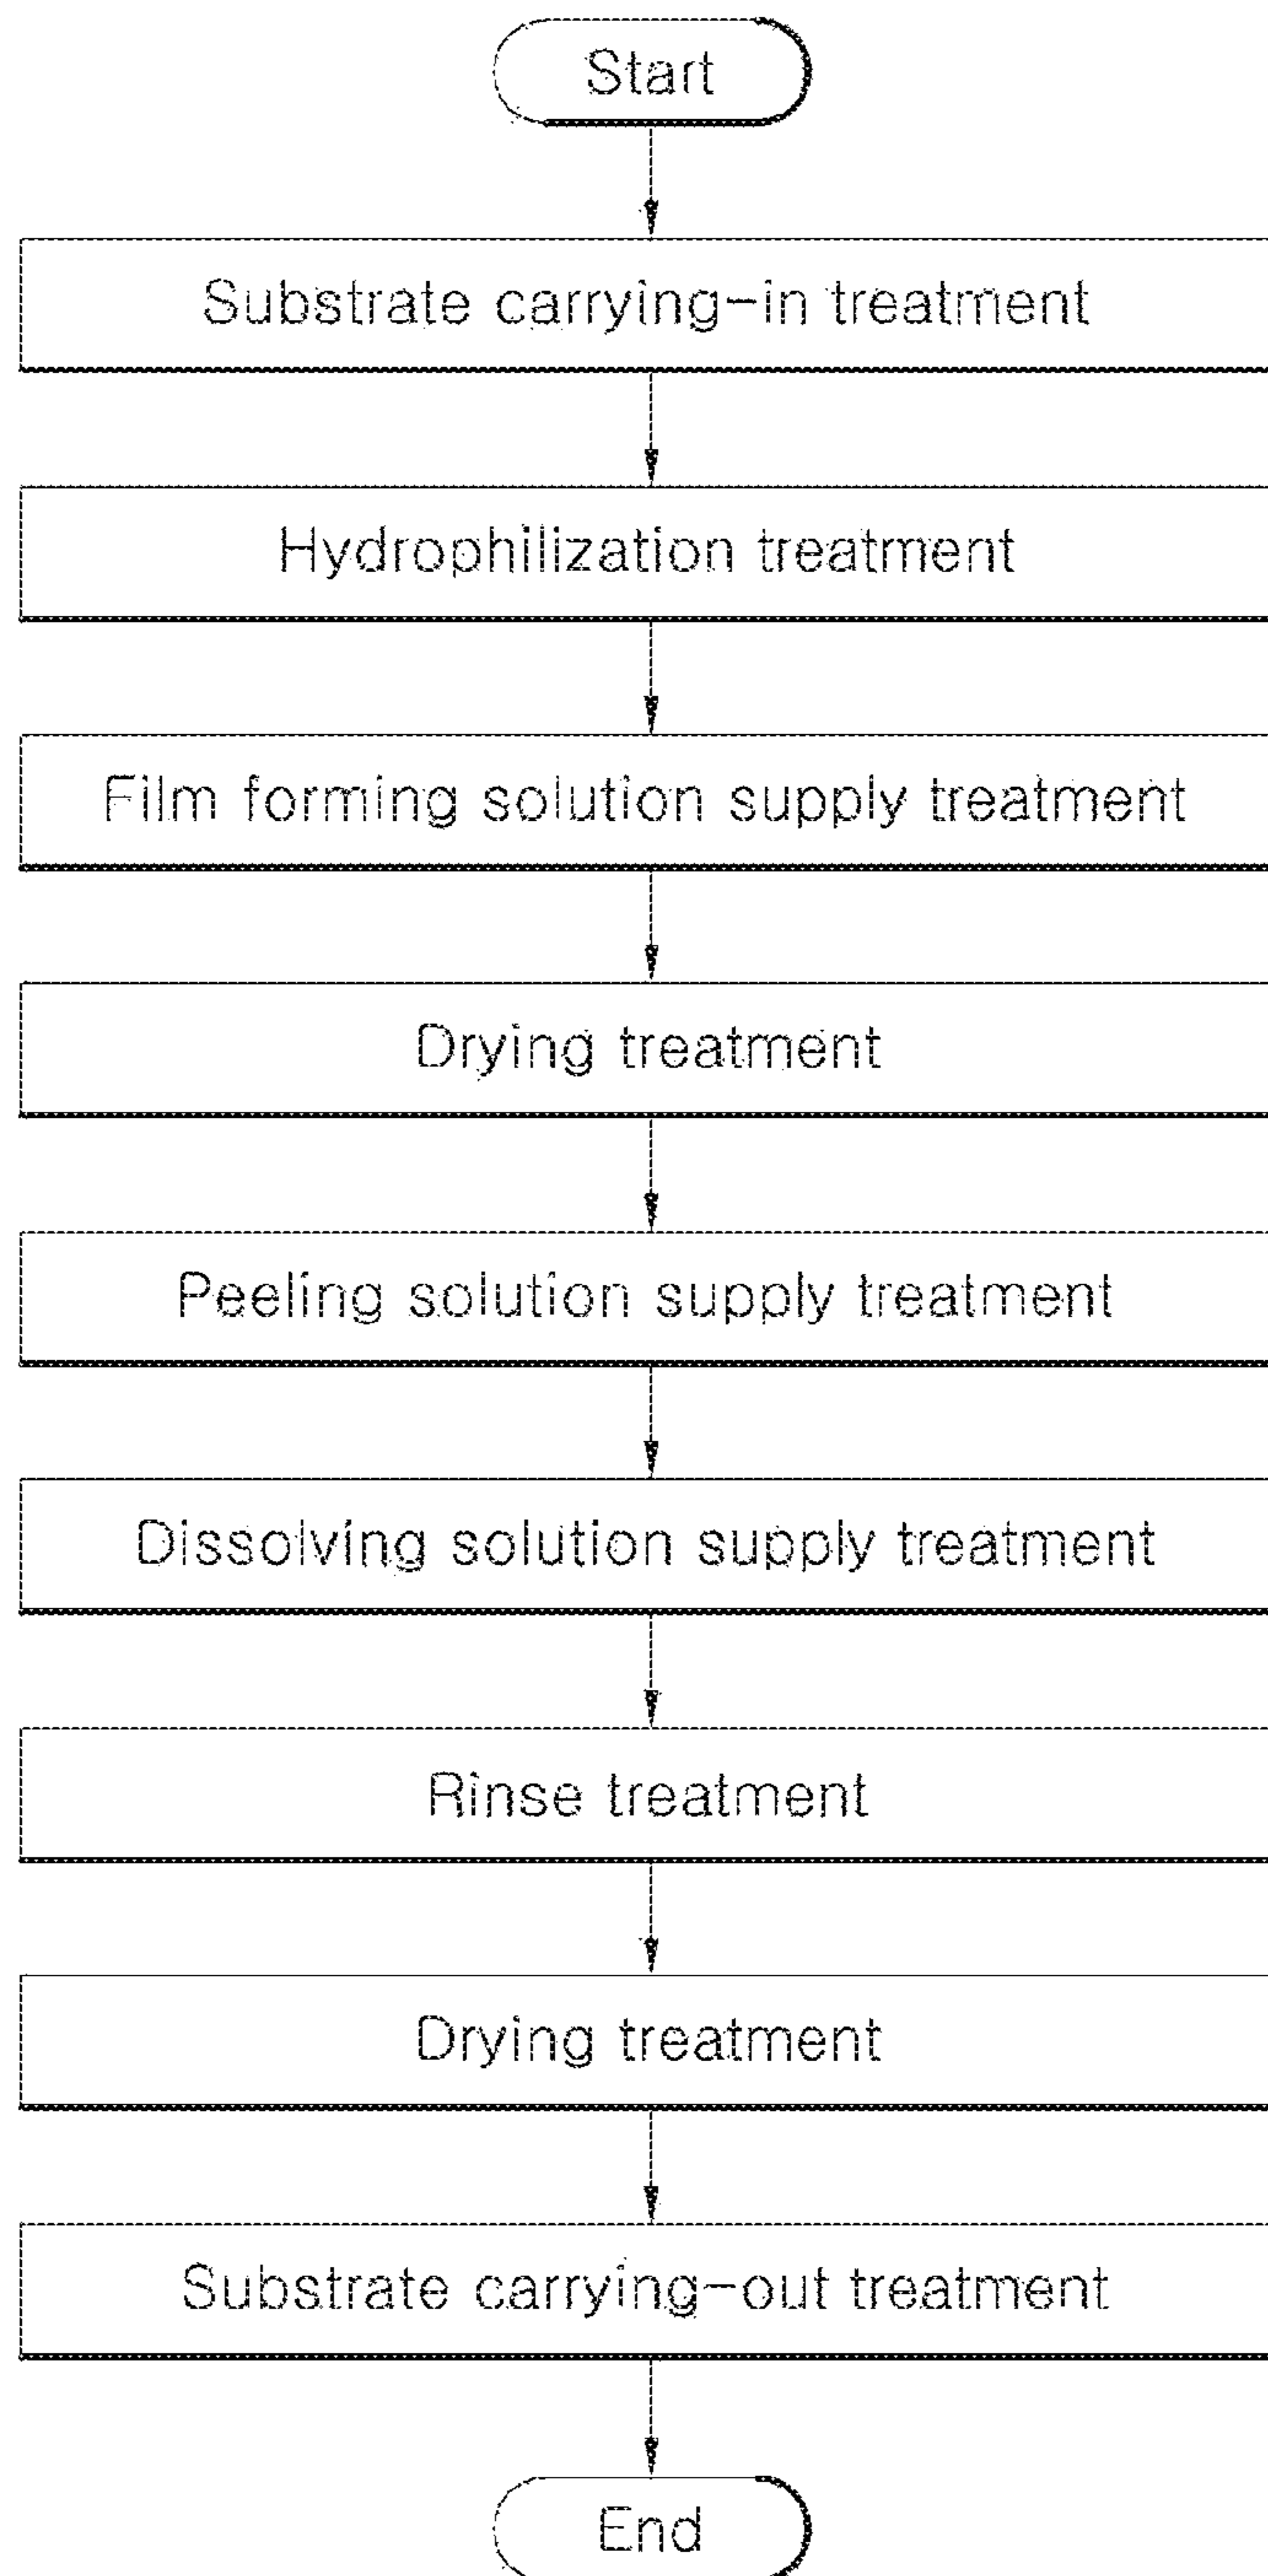 Start
Substrate carrying-in treatment
Hydrophilization treatment
Film forming solution supply treatment
Drying treatment
Peeling solution supply treatment
Dissolving solution supply treatment
Rinse treatment
Drying treatment
Substrate carrying-out treatment
End